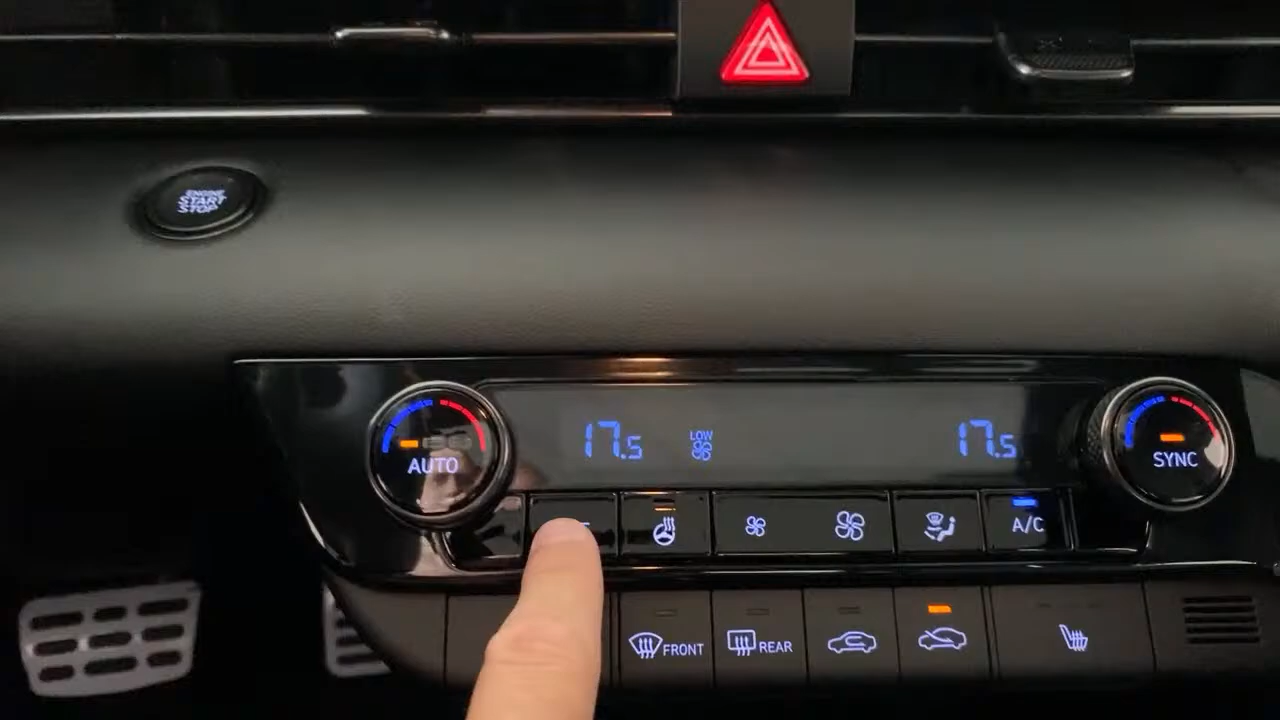 ENGINE
START
STOP
17.5
LOW
17.5
AUTO
SYNC
A/C
FRONT
REAR